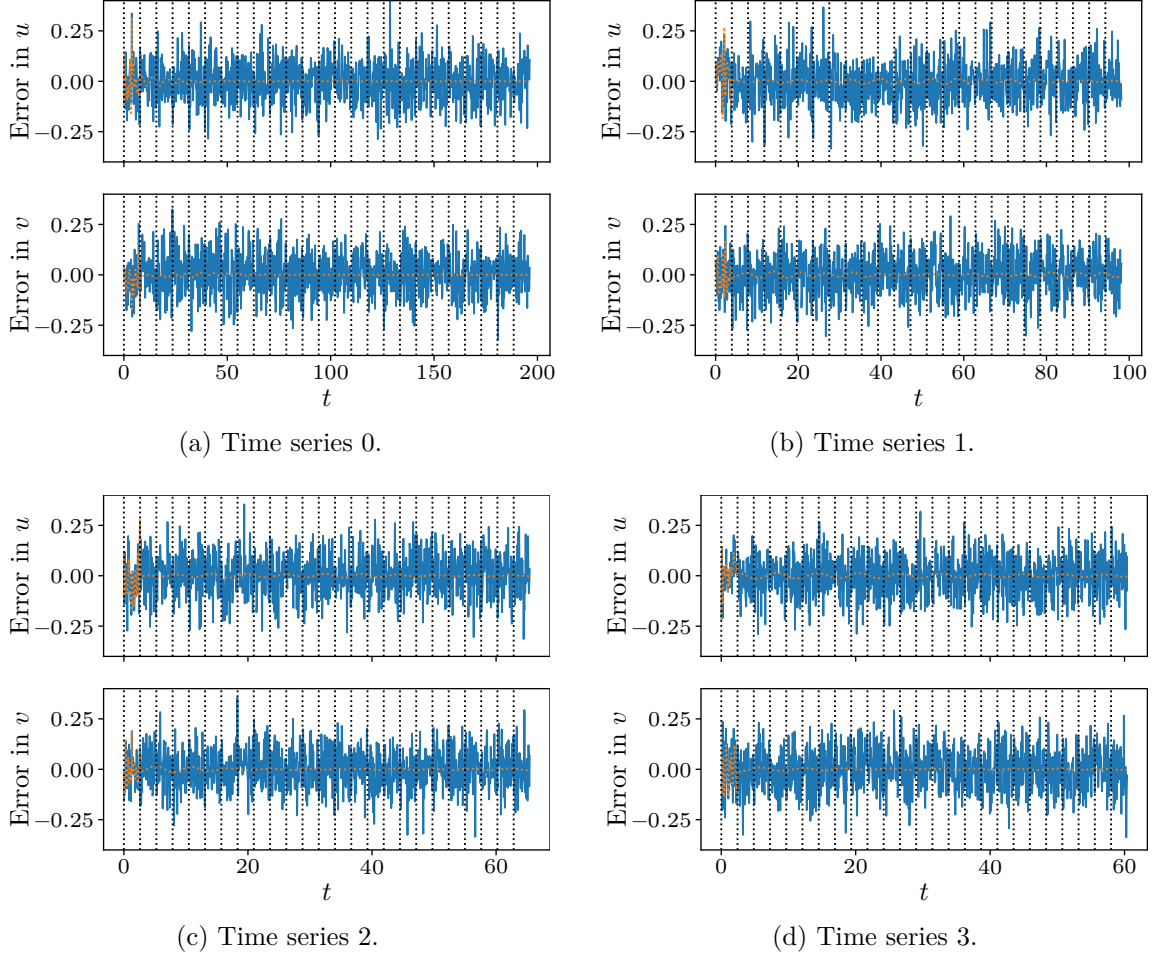 Error in u
0.25
0.00
−0.25
Error in v
0.25
0.00
−0.25
0 50 100 150 200
t
(a) Time series 0.
Error in u
0.25
0.00
−0.25
Error in v
0.25
0.00
−0.25
0 20 40 60 80 100
t
(b) Time series 1.
Error in u
0.25
0.00
−0.25
Error in v
0.25
0.00
−0.25
0 20 40 60
t
(c) Time series 2.
Error in u
0.25
0.00
−0.25
Error in v
0.25
0.00
−0.25
0 20 40 60
t
(d) Time series 3.